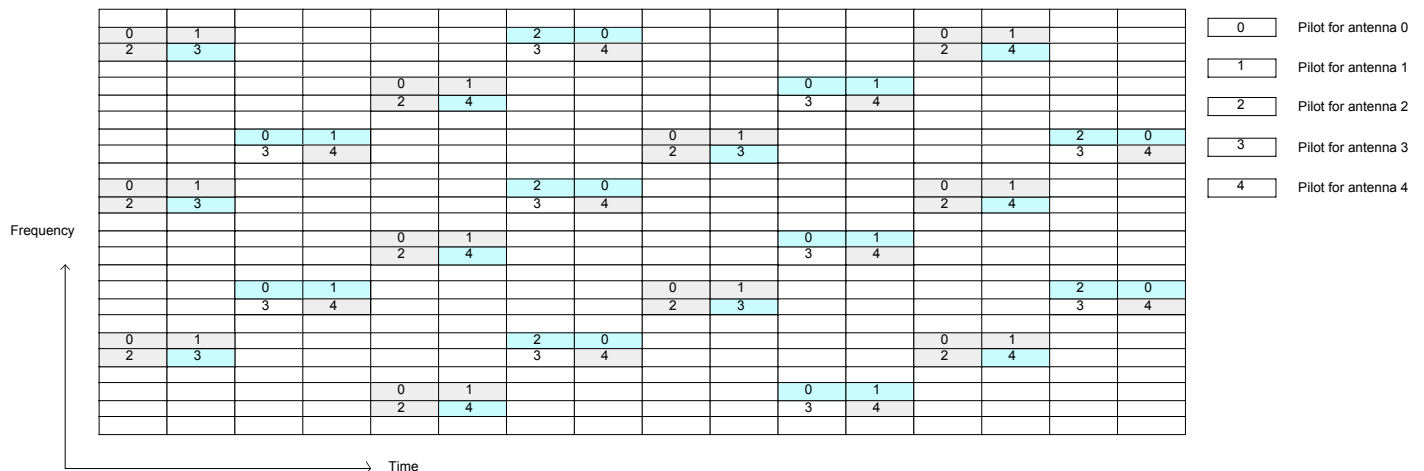 0 1 2 0 0 1
2 3 3 4 2 4
0 1 0 1
2 4 3 4
0 1 0 1 2 0
3 4 2 3 3 4
0 1 2 0 0 1
2 3 3 4 2 4
0 1 0 1
2 4 3 4
0 1 0 1 2 0
3 4 2 3 3 4
0 1 2 0 0 1
2 3 3 4 2 4
0 1 0 1
2 4 3 4
Frequency
Time
0 Pilot for antenna 0
1 Pilot for antenna 1
2 Pilot for antenna 2
3 Pilot for antenna 3
4 Pilot for antenna 4